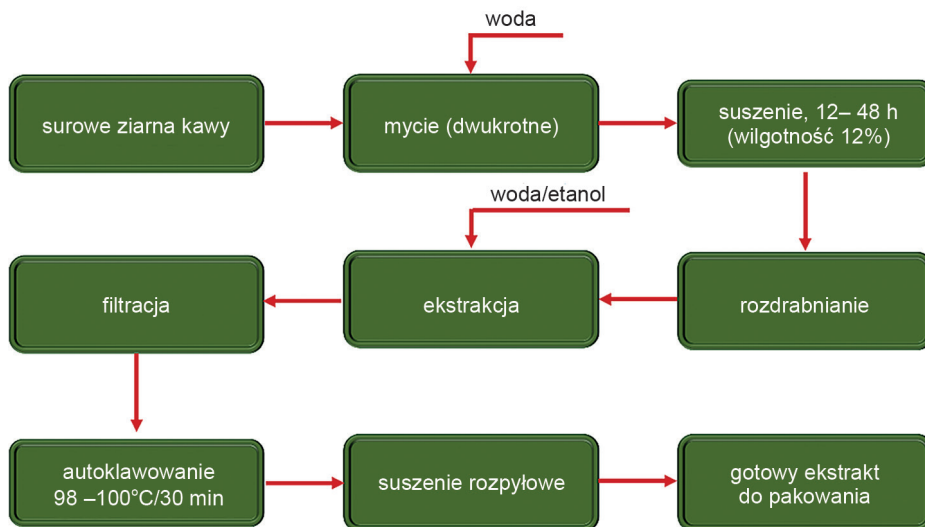 woda
surowe ziarna kawy
mycie (dwukrotne)
suszenie, 12– 48 h
(wilgotność 12%)
woda/etanol
filtracja
ekstrakcja
rozdrabnianie
autoklawowanie
98 –100°C/30 min
suszenie rozpyłowe
gotowy ekstrakt
do pakowania